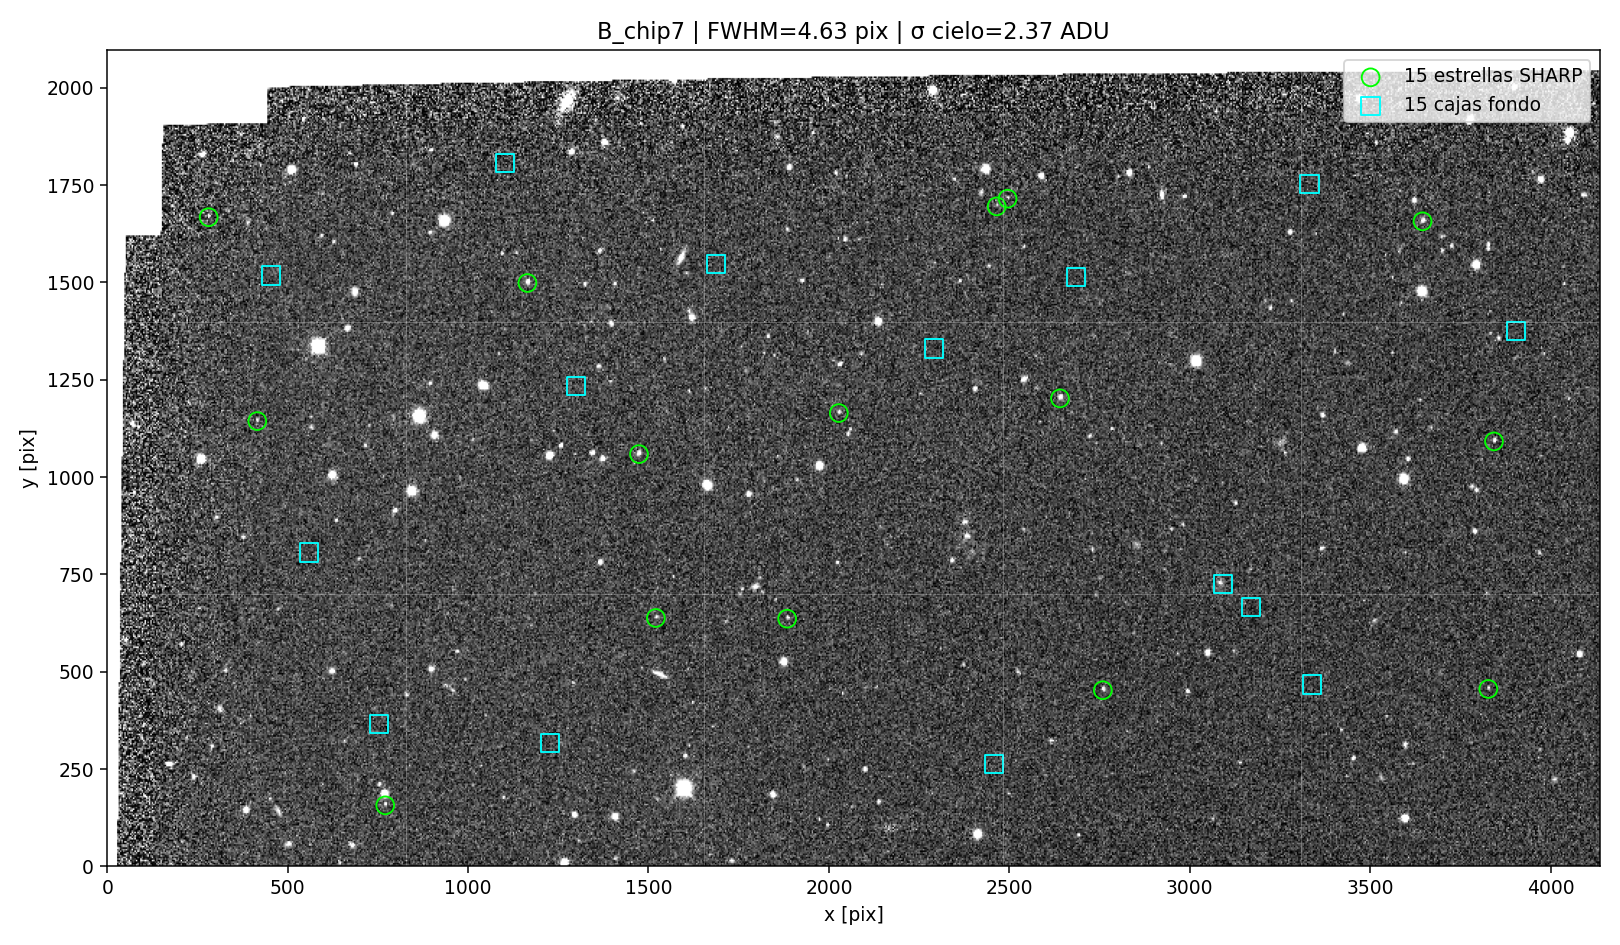 B_chip7 | FWHM=4.63 pix | σ cielo=2.37 ADU
15 estrellas SHARP
15 cajas fondo
2000
1750
1500
1250
1000
750
500
250
0
y [pix]
0 500 1000 1500 2000 2500 3000 3500 4000
x [pix]